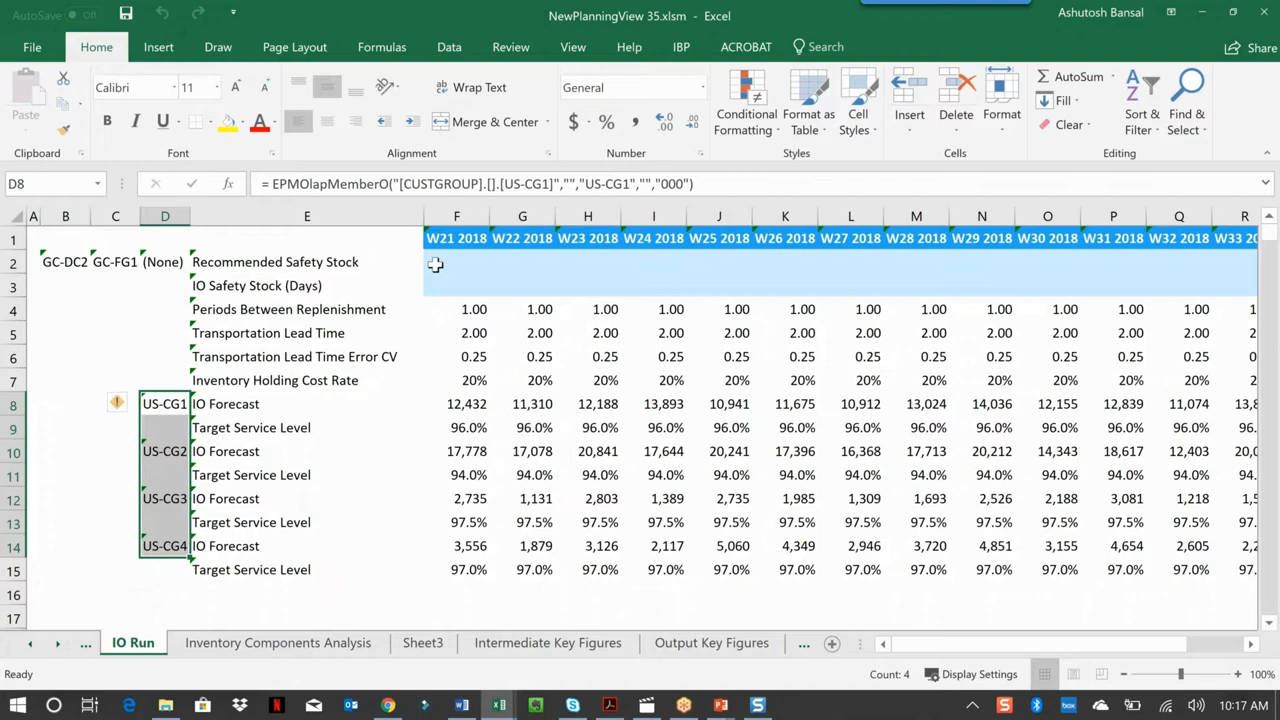 AutoSave Off NewPlanningView 35.xlsm - Excel Ashutosh Bansal
File Home Insert Draw Page Layout Formulas Data Review View Help IBP ACROBAT Search Share
Paste Calibri 11 A A Wrap Text General Conditional Formatting Format as Table Cell Styles Insert Delete Format AutoSum Sort & Filter Find & Select
B I U A Merge & Center $ % , Fill
Clear
Clipboard Font Alignment Number Styles Cells Editing
D8 fx = EPMOlapMemberO("[CUSTGROUP].[].[US-CG1]","","US-CG1","","000")
A B C D E F G H I J K L M N O P Q R
1 W21 2018 W22 2018 W23 2018 W24 2018 W25 2018 W26 2018 W27 2018 W28 2018 W29 2018 W30 2018 W31 2018 W32 2018 W33 20
2 GC-DC2 GC-FG1 (None) Recommended Safety Stock
3 IO Safety Stock (Days)
4 Periods Between Replenishment 1.00 1.00 1.00 1.00 1.00 1.00 1.00 1.00 1.00 1.00 1.00 1.00 1
5 Transportation Lead Time 2.00 2.00 2.00 2.00 2.00 2.00 2.00 2.00 2.00 2.00 2.00 2.00 2
6 Transportation Lead Time Error CV 0.25 0.25 0.25 0.25 0.25 0.25 0.25 0.25 0.25 0.25 0.25 0.25 0
7 Inventory Holding Cost Rate 20% 20% 20% 20% 20% 20% 20% 20% 20% 20% 20% 20%
8 US-CG1 IO Forecast 12,432 11,310 12,188 13,893 10,941 11,675 10,912 13,024 14,036 12,155 12,839 11,074 13,8
9 Target Service Level 96.0% 96.0% 96.0% 96.0% 96.0% 96.0% 96.0% 96.0% 96.0% 96.0% 96.0% 96.0% 96.
10 US-CG2 IO Forecast 17,778 17,078 20,841 17,644 20,241 17,396 16,368 17,713 20,212 14,343 18,617 12,403 20,0
11 Target Service Level 94.0% 94.0% 94.0% 94.0% 94.0% 94.0% 94.0% 94.0% 94.0% 94.0% 94.0% 94.0% 94.
12 US-CG3 IO Forecast 2,735 1,131 2,803 1,389 2,735 1,985 1,309 1,693 2,526 2,188 3,081 1,218 1,5
13 Target Service Level 97.5% 97.5% 97.5% 97.5% 97.5% 97.5% 97.5% 97.5% 97.5% 97.5% 97.5% 97.5% 97.
14 US-CG4 IO Forecast 3,556 1,879 3,126 2,117 5,060 4,349 2,946 3,720 4,851 3,155 4,654 2,605 2,2
15 Target Service Level 97.0% 97.0% 97.0% 97.0% 97.0% 97.0% 97.0% 97.0% 97.0% 97.0% 97.0% 97.0% 97.
16
17
... IO Run Inventory Components Analysis Sheet3 Intermediate Key Figures Output Key Figures ...
Ready Count: 4 Display Settings 100%
10:17 AM